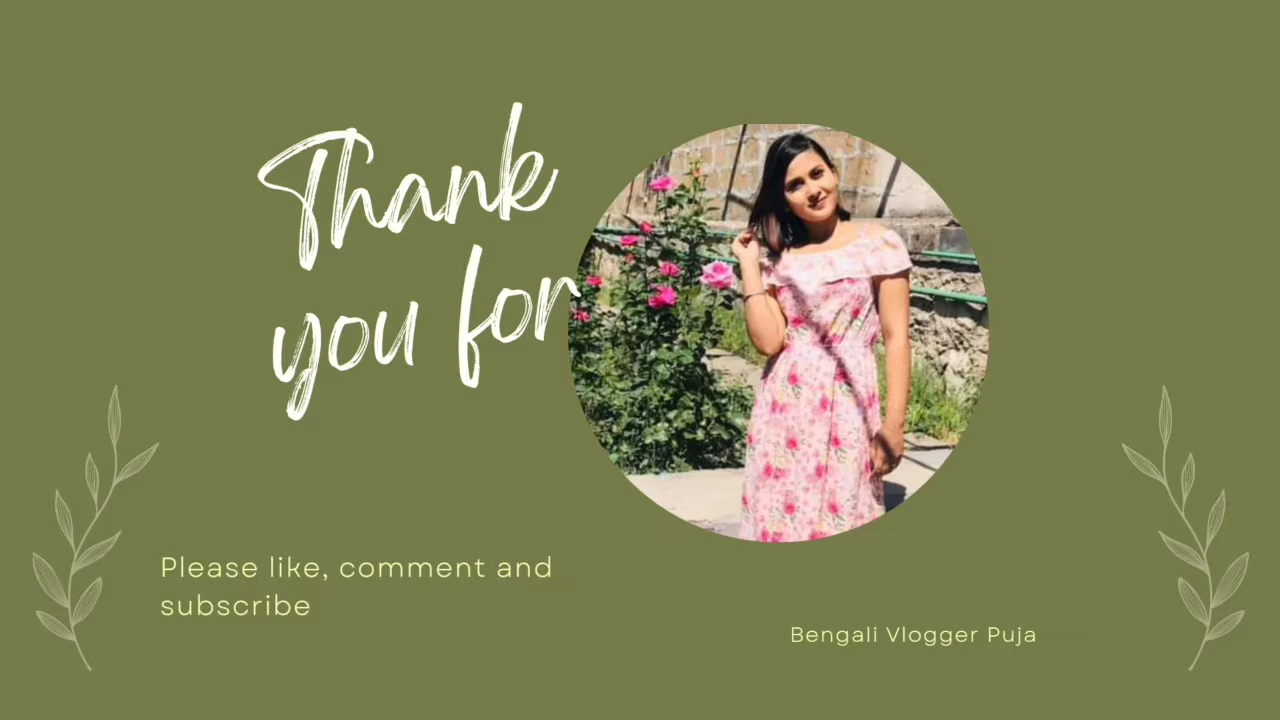 Thank
you for
Please like, comment and
subscribe
Bengali Vlogger Puja